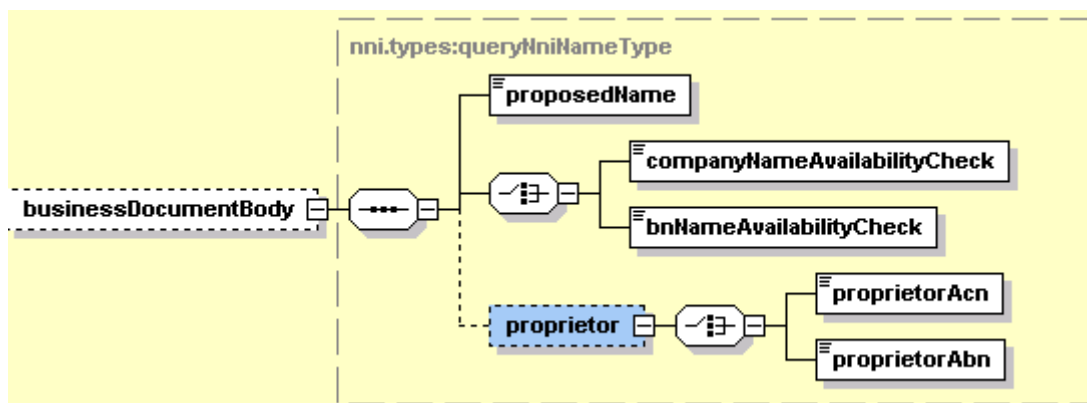 nni.types:queryNniNameType
proposedName
companyNameAvailabilityCheck
businessDocumentBody
bnNameAvailabilityCheck
proprietorAcn
proprietor
proprietorAbn